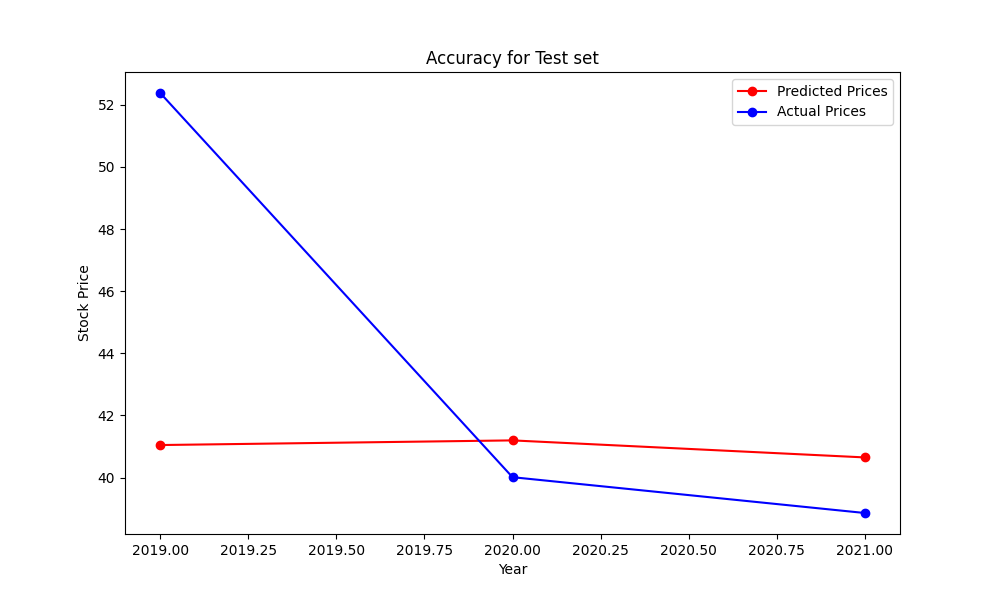 Accuracy for Test set
Predicted Prices
Actual Prices
Stock Price
52
50
48
46
44
42
40
2019.00 2019.25 2019.50 2019.75 2020.00 2020.25 2020.50 2020.75 2021.00
Year